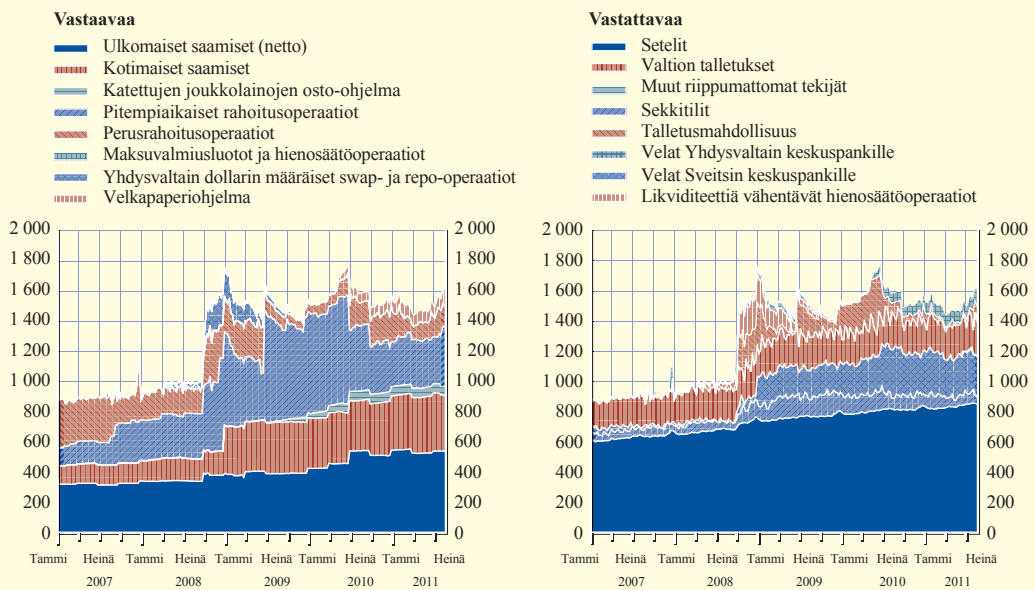 Vastaavaa
Ulkomaiset saamiset (netto)
Kotimaiset saamiset
Katettujen joukkolainojen osto-ohjelma
Pitempiaikaiset rahoitusoperaatiot
Perusrahoitusoperaatiot
Maksuvalmiusluotot ja hienosäätöoperaatiot
Yhdysvaltain dollarin määräiset swap- ja repo-operaatiot
Velkapaperiohjelma
2 000 2 000
1 800 1 800
1 600 1 600
1 400 1 400
1 200 1 200
1 000 1 000
800 800
600 600
400 400
200 200
0 0
Tammi Heinä Tammi Heinä Tammi Heinä Tammi Heinä Tammi Heinä
2007 2008 2009 2010 2011
Vastattavaa
Setelit
Valtion talletukset
Muut riippumattomat tekijät
Sekkitilit
Talletusmahdollisuus
Velat Yhdysvaltain keskuspankille
Velat Sveitsin keskuspankille
Likviditeettiä vähentävät hienosäätöoperaatiot
2 000 2 000
1 800 1 800
1 600 1 600
1 400 1 400
1 200 1 200
1 000 1 000
800 800
600 600
400 400
200 200
0 0
Tammi Heinä Tammi Heinä Tammi Heinä Tammi Heinä Tammi Heinä
2007 2008 2009 2010 2011